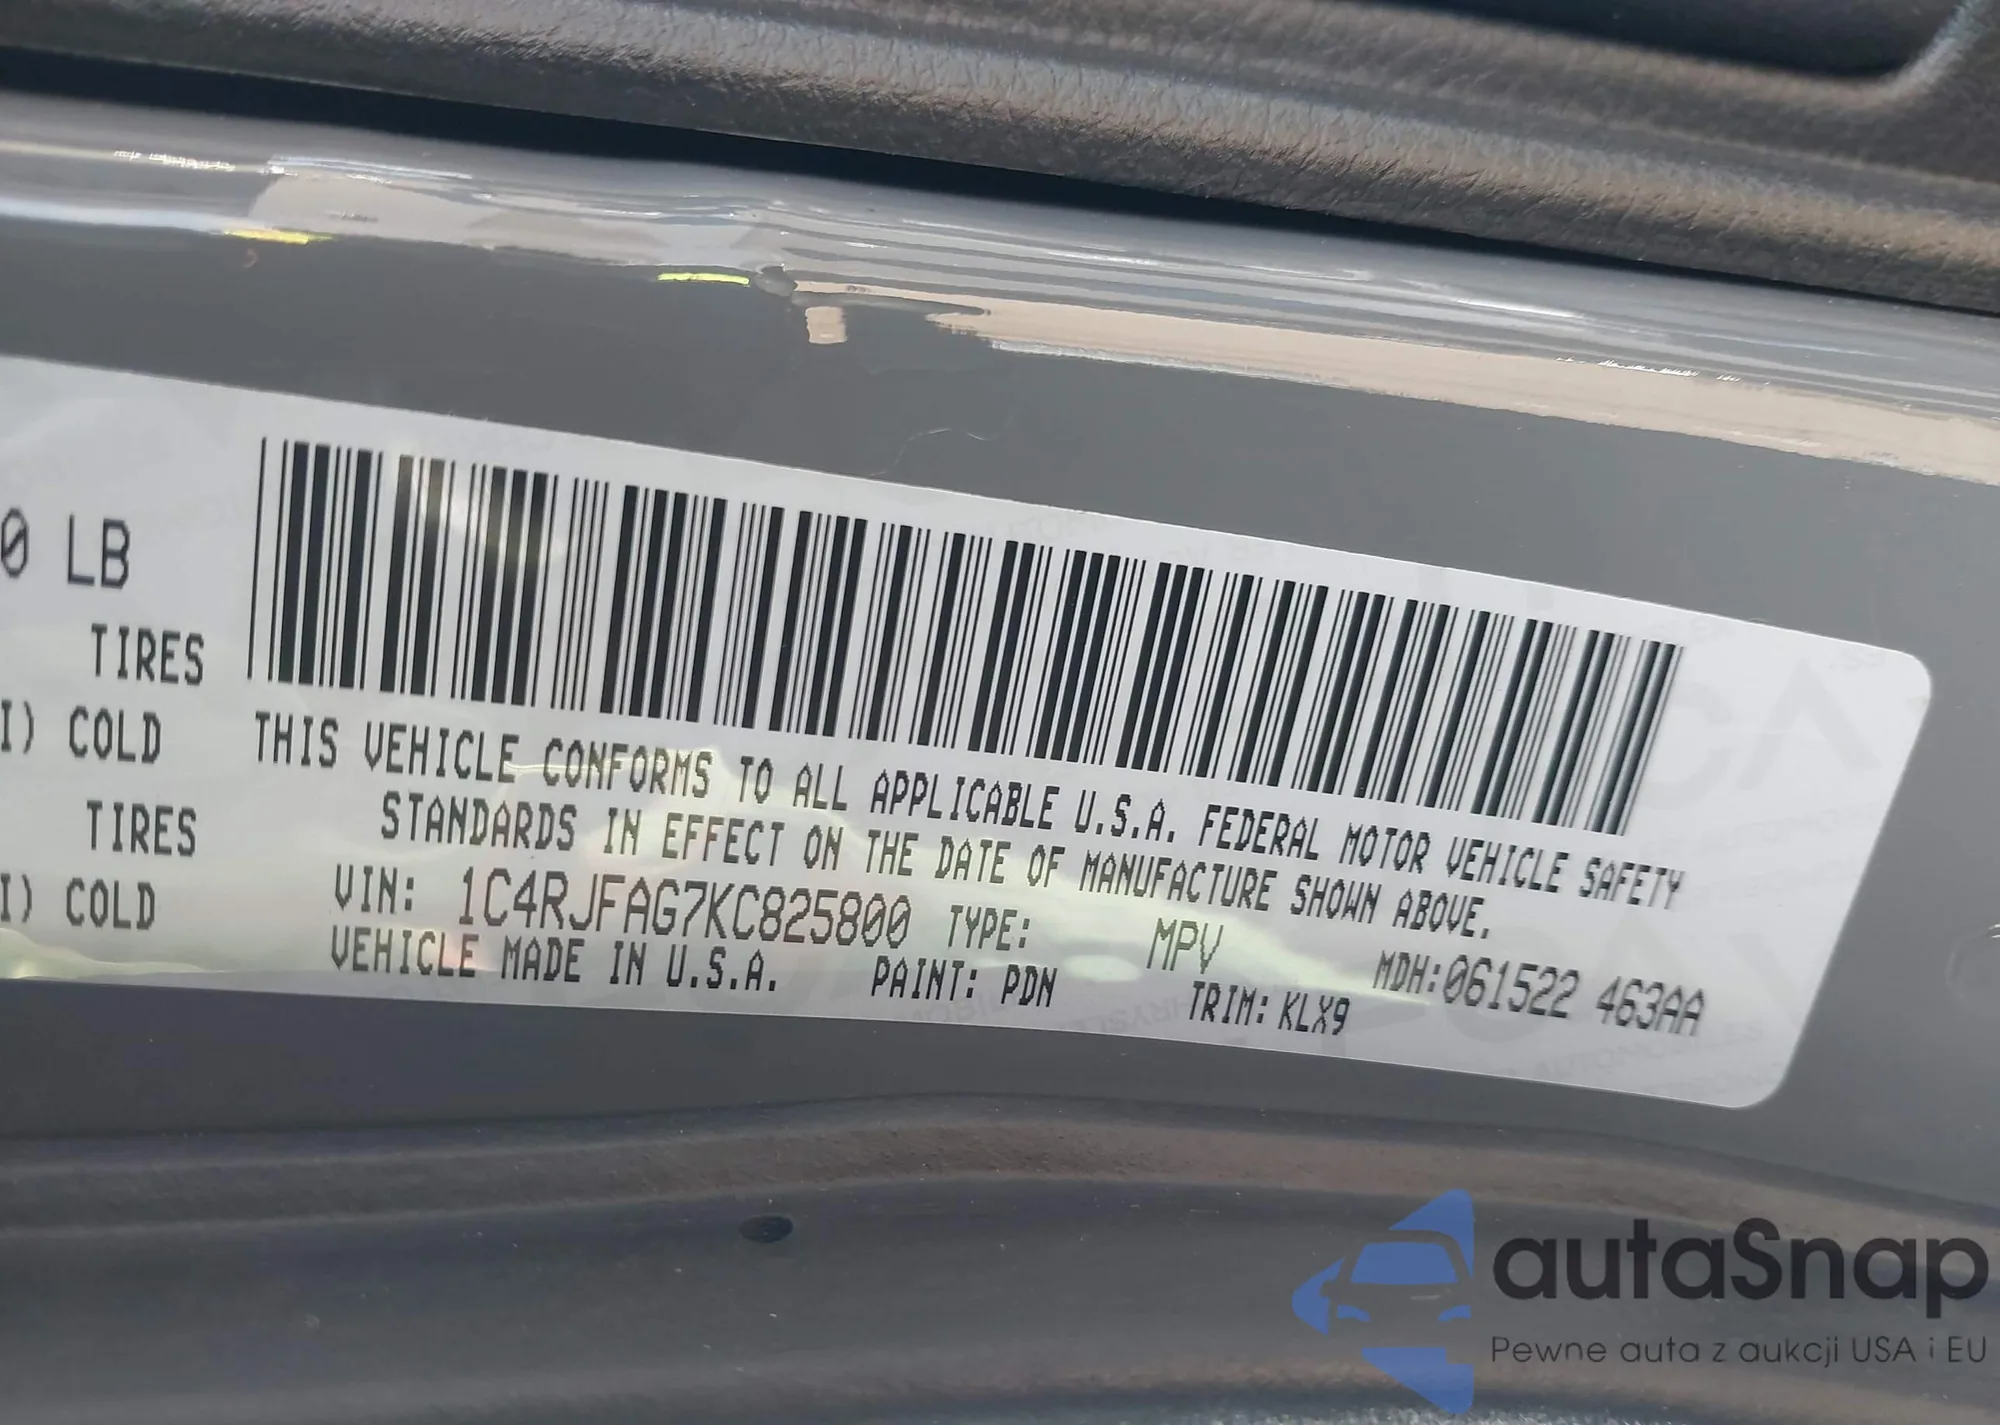 0 LB
TIRES
I) COLD
TIRES
I) COLD
THIS VEHICLE CONFORMS TO ALL APPLICABLE U.S.A. FEDERAL MOTOR VEHICLE SAFETY
STANDARDS IN EFFECT ON THE DATE OF MANUFACTURE SHOWN ABOVE.
VIN: 1C4RJFAG7KC825800 TYPE: MPV MDH:061522 463AA
VEHICLE MADE IN U.S.A. PAINT: PDN TRIM: KLX9
autaSnap
Pewne auta z aukcji USA i EU